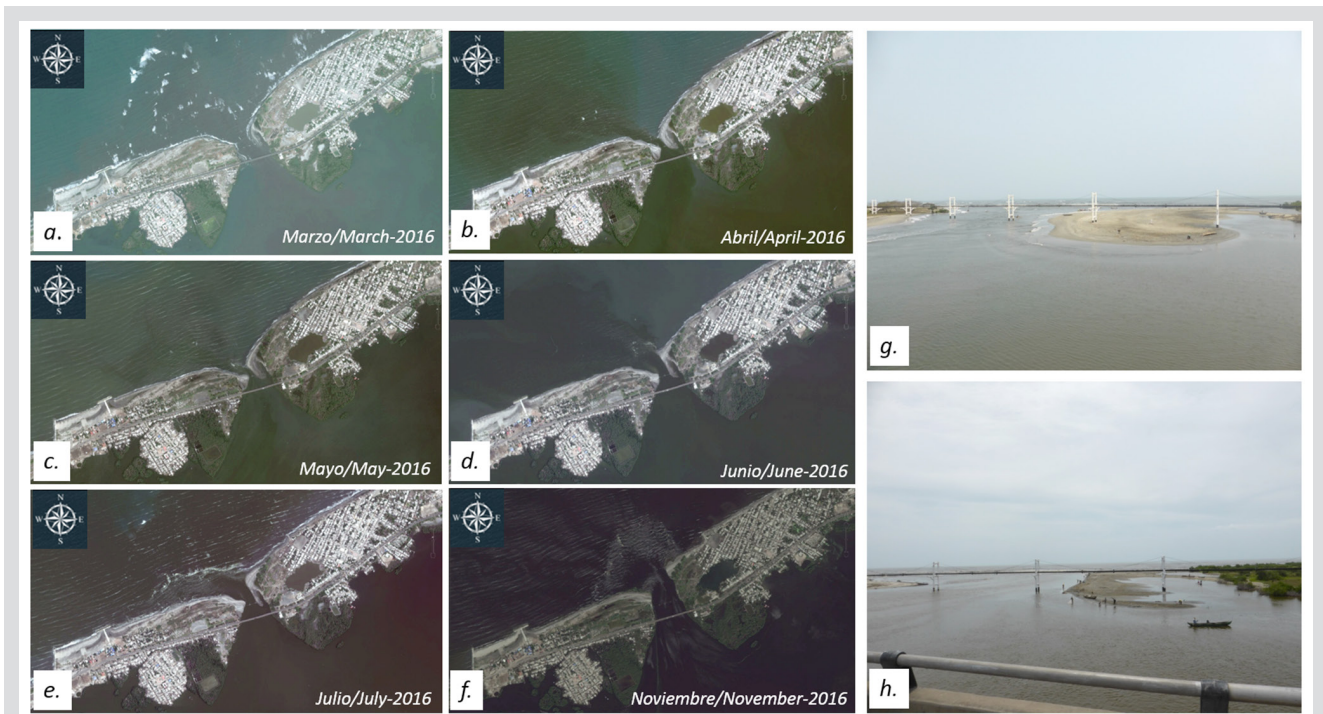 N
W E
S
a.
Marzo/March-2016
N
W E
S
b.
Abril/April-2016
g.
N
W E
S
c.
Mayo/May-2016
N
W E
S
d.
Junio/June-2016
N
W E
S
e.
Julio/July-2016
N
W E
S
f.
Noviembre/November-2016
h.